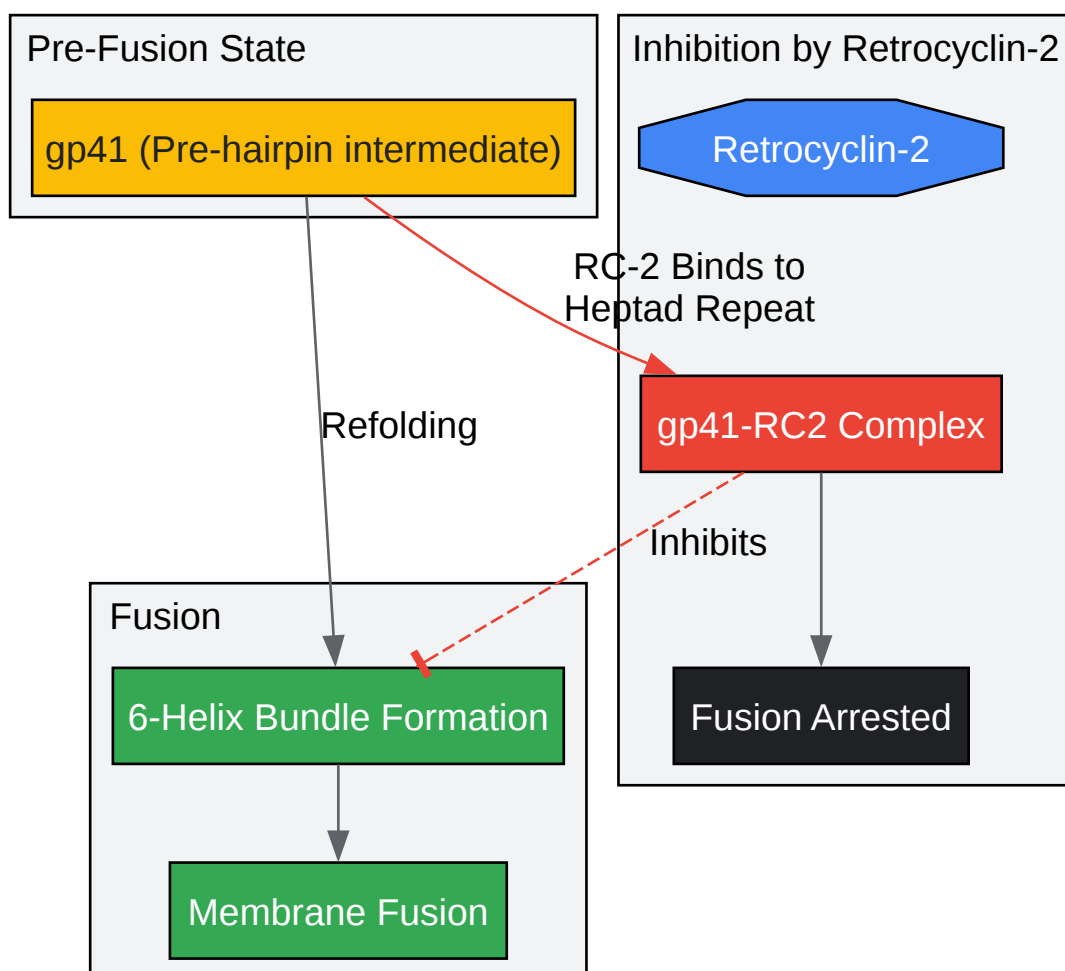 Pre-Fusion State
gp41 (Pre-hairpin intermediate)
Inhibition by Retrocyclin-2
Retrocyclin-2
RC-2 Binds to
Heptad Repeat
gp41-RC2 Complex
Refolding
Inhibits
Fusion
6-Helix Bundle Formation
Fusion Arrested
Membrane Fusion